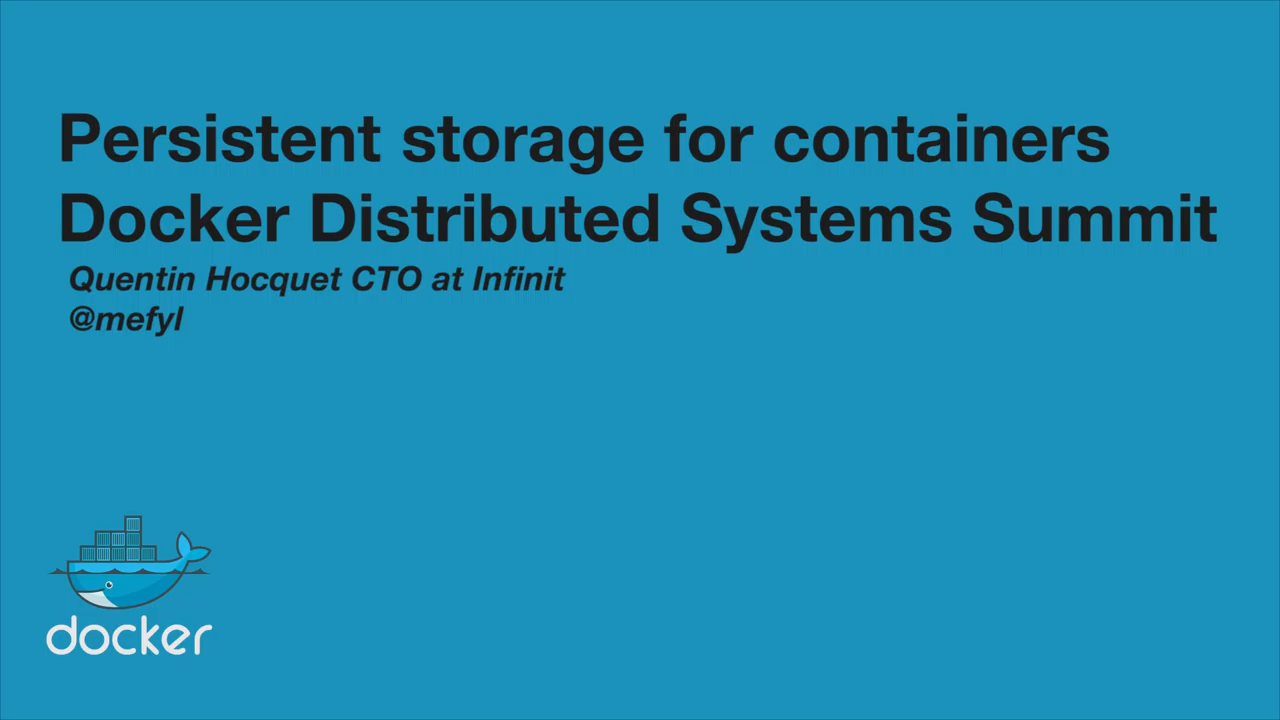 Persistent storage for containers
Docker Distributed Systems Summit
Quentin Hocquet CTO at Infinit
@mefyl
docker